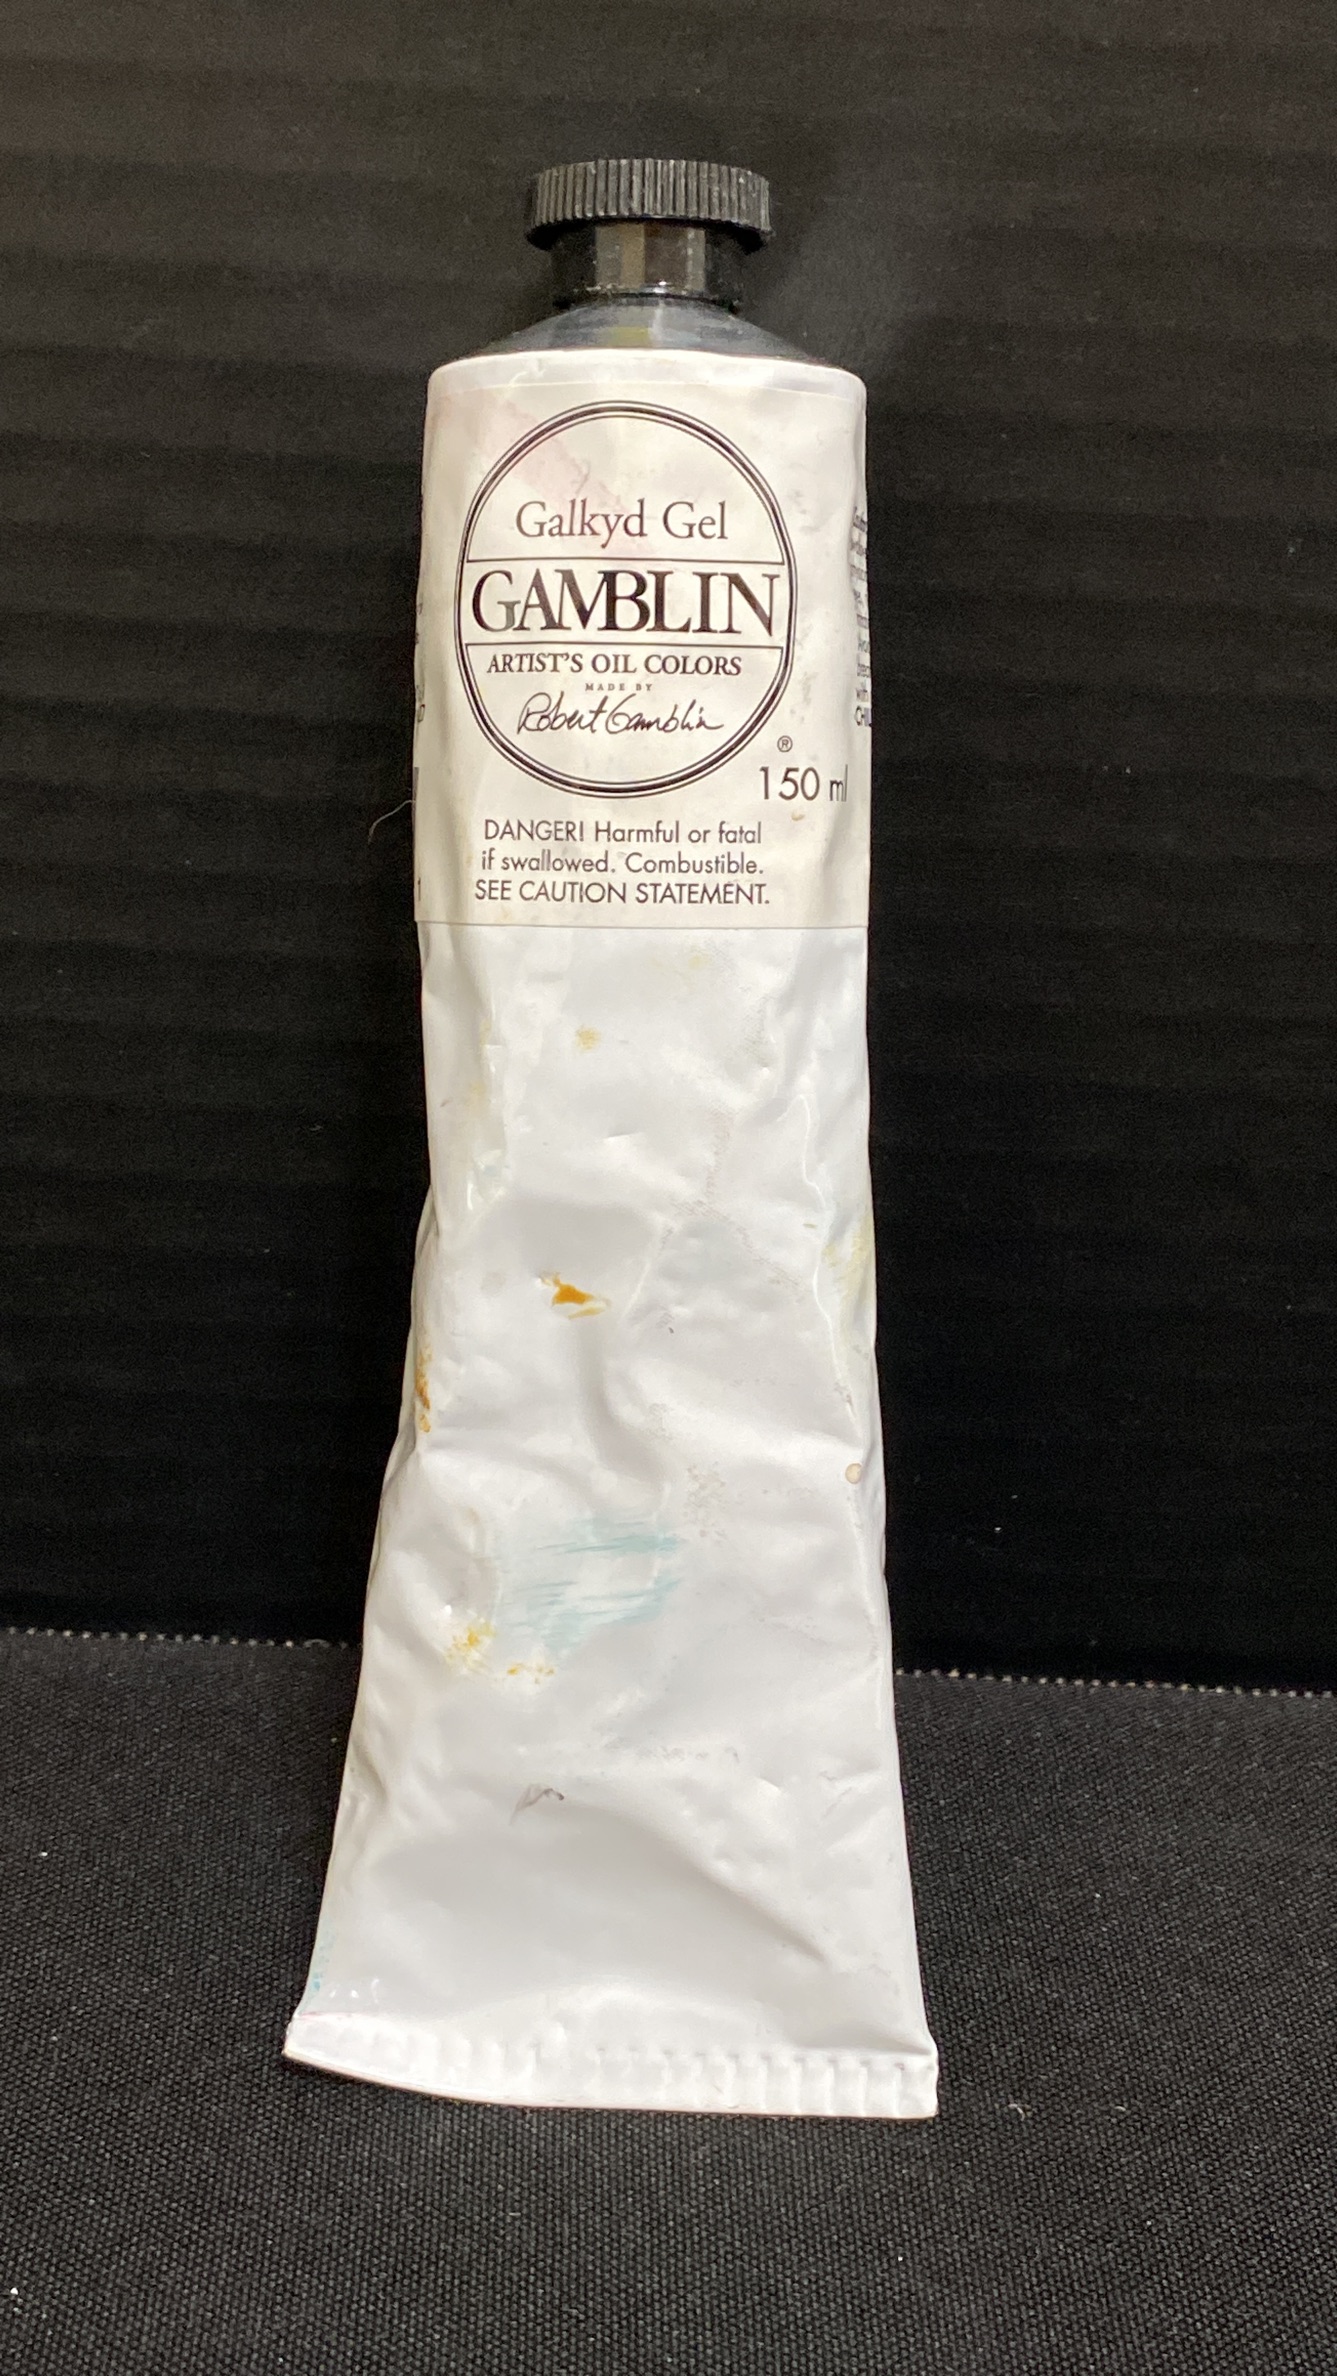 Galkyd Gel
GAMBLIN
ARTIST'S OIL COLORS
MADE BY
Robert Gamblin
®
150 ml
DANGER! Harmful or fatal
if swallowed. Combustible.
SEE CAUTION STATEMENT.